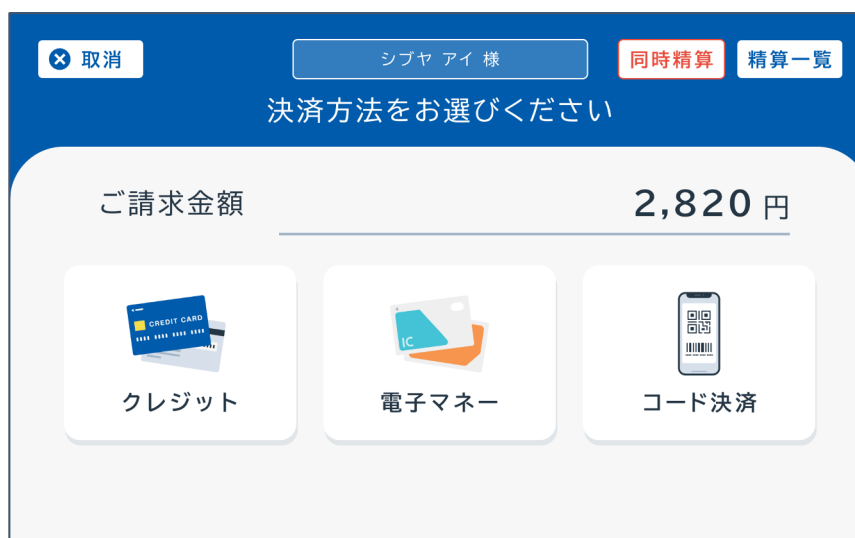 取消
シブヤ アイ 様
同時精算
精算一覧
決済方法をお選びください
ご請求金額
2,820 円
CREDIT CARD
IC
クレジット
電子マネー
コード決済